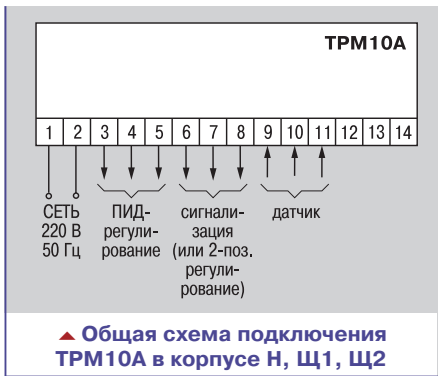 ТРМ10А
1 2 3 4 5 6 7 8 9 10 11 12 13 14
СЕТЬ
220 В
50 Гц
ПИД-
регули-
рование
сигнали-
зация
(или 2-поз.
регули-
рование)
датчик
Общая схема подключения
ТРМ10А в корпусе Н, Щ1, Щ2